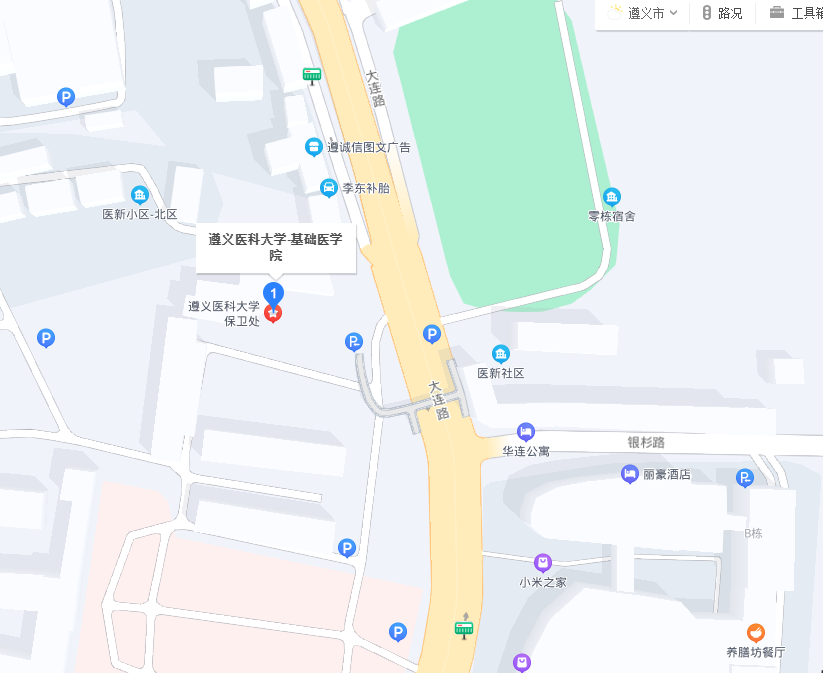 遵义市
路况
工具箱
P
大连路
遵诚信图文广告
李东补胎
医新小区-北区
零栋宿舍
遵义医科大学-基础医学
院
1
遵义医科大学
保卫处
P
P
P
医新社区
大连路
华连公寓
银杉路
丽豪酒店
P
B栋
P
小米之家
P
养膳坊餐厅